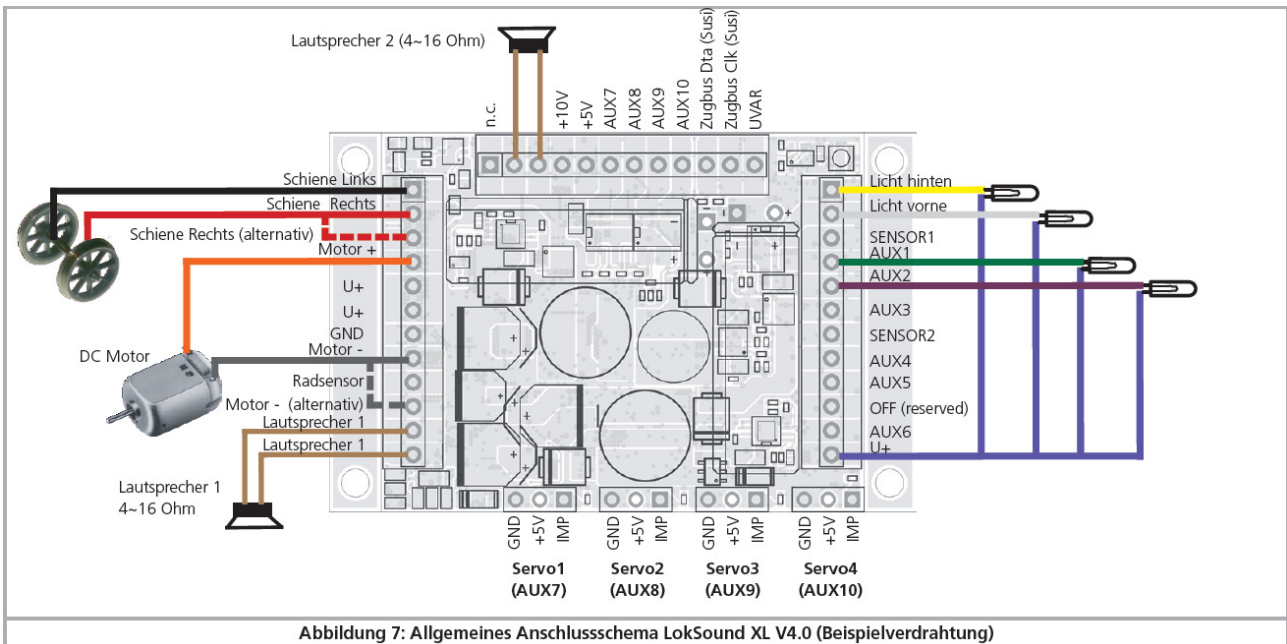 Lautsprecher 2 (4~16 Ohm)
n.c.
+10V
+5V
AUX7
AUX8
AUX9
AUX10
Zugbus Dta (Susi)
Zugbus Clk (Susi)
UVAR
Schiene Links
Schiene Rechts
Schiene Rechts (alternativ)
Motor +
U+
U+
GND
Motor -
Radsensor
Motor - (alternativ)
Lautsprecher 1
Lautsprecher 1
DC Motor
Lautsprecher 1
4~16 Ohm
Licht hinten
Licht vorne
SENSOR1
AUX1
AUX2
AUX3
SENSOR2
AUX4
AUX5
OFF (reserved)
AUX6
U+
GND
+5V
IMP
GND
+5V
IMP
GND
+5V
IMP
GND
+5V
IMP
Servo1
(AUX7)
Servo2
(AUX8)
Servo3
(AUX9)
Servo4
(AUX10)
Abbildung 7: Allgemeines Anschlussschema LokSound XL V4.0 (Beispielverdrahtung)